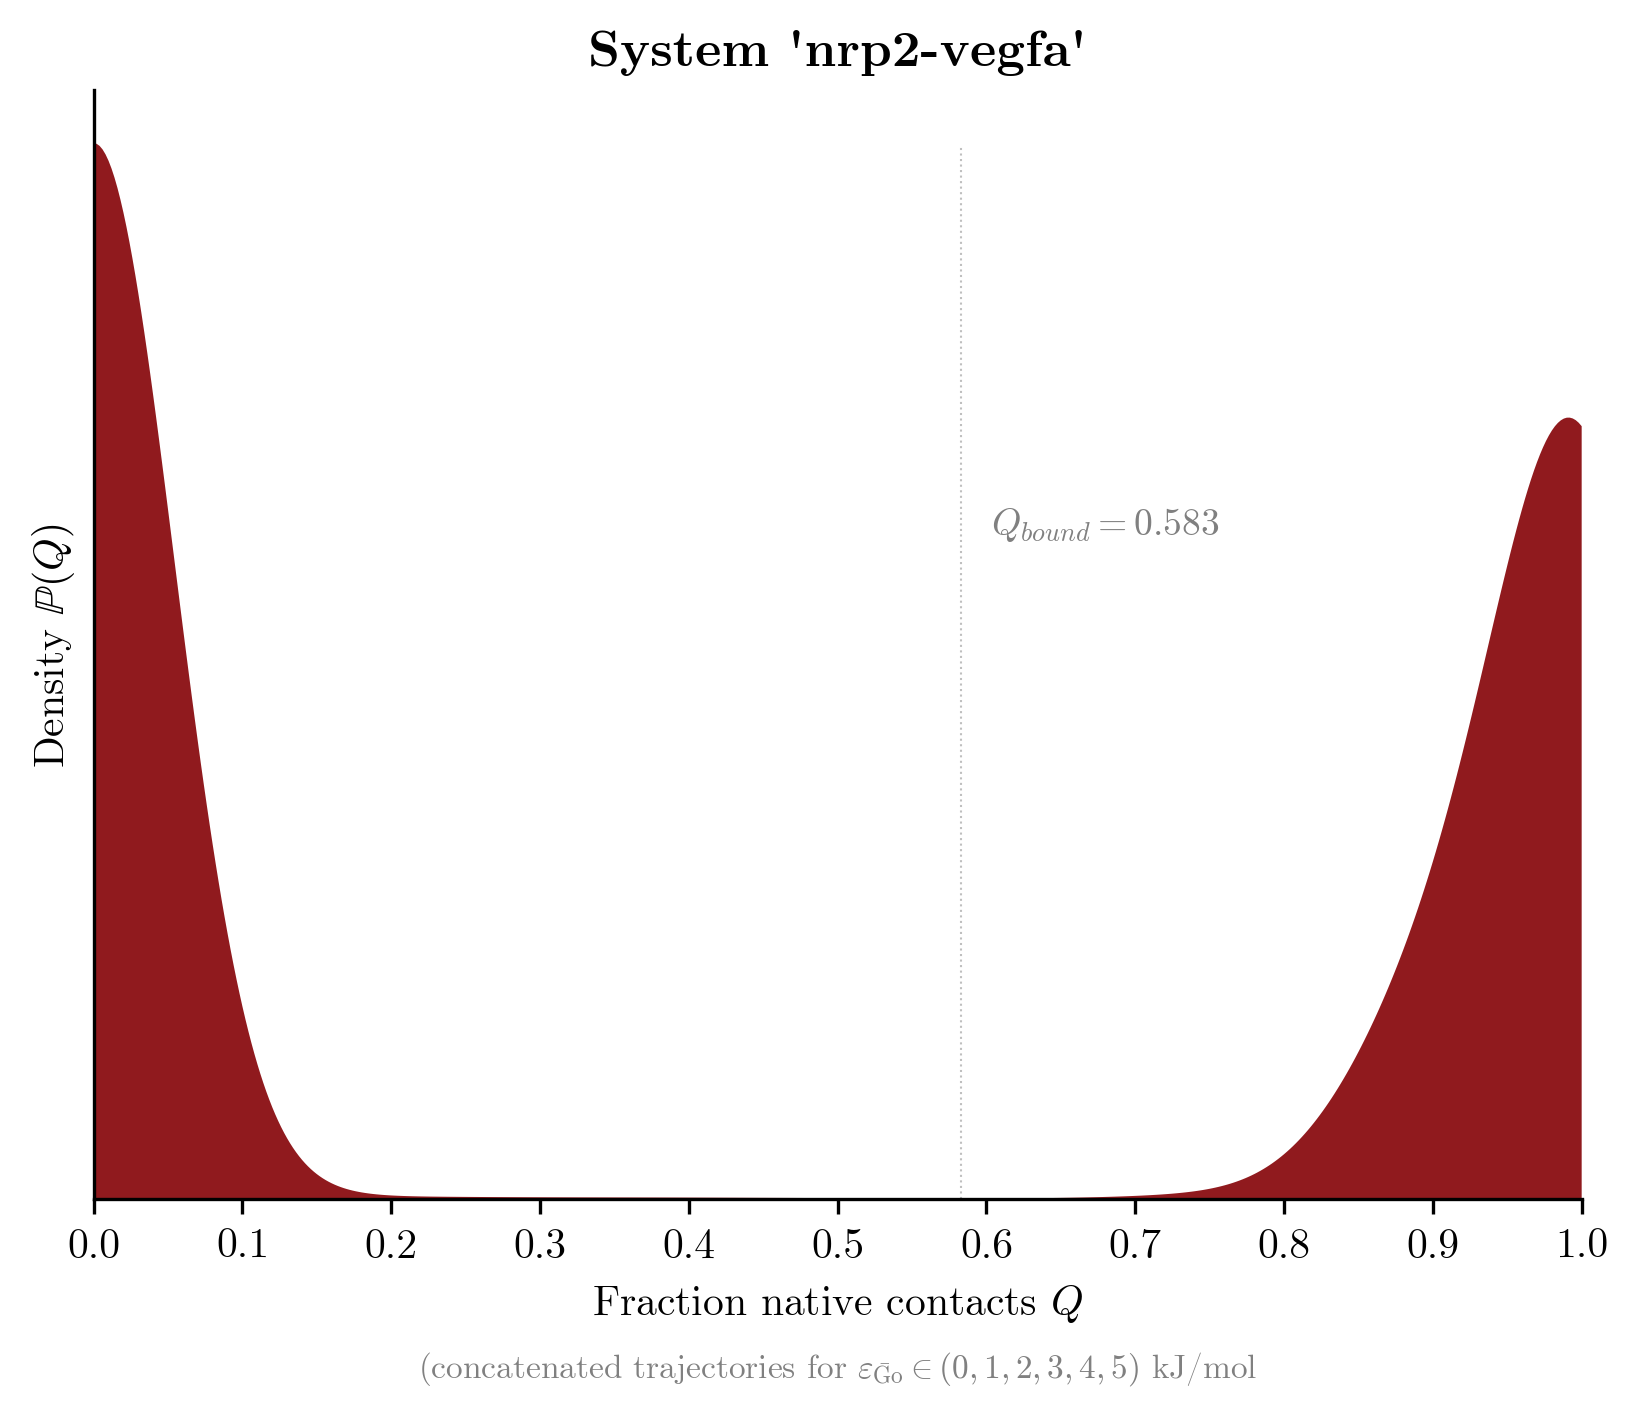 System 'nrp2-vegfa'
Density ℙ(Q)
Q_bound = 0.583
0.0 0.1 0.2 0.3 0.4 0.5 0.6 0.7 0.8 0.9 1.0
Fraction native contacts Q
(concatenated trajectories for ε_Ḡo ∈ (0, 1, 2, 3, 4, 5) kJ/mol